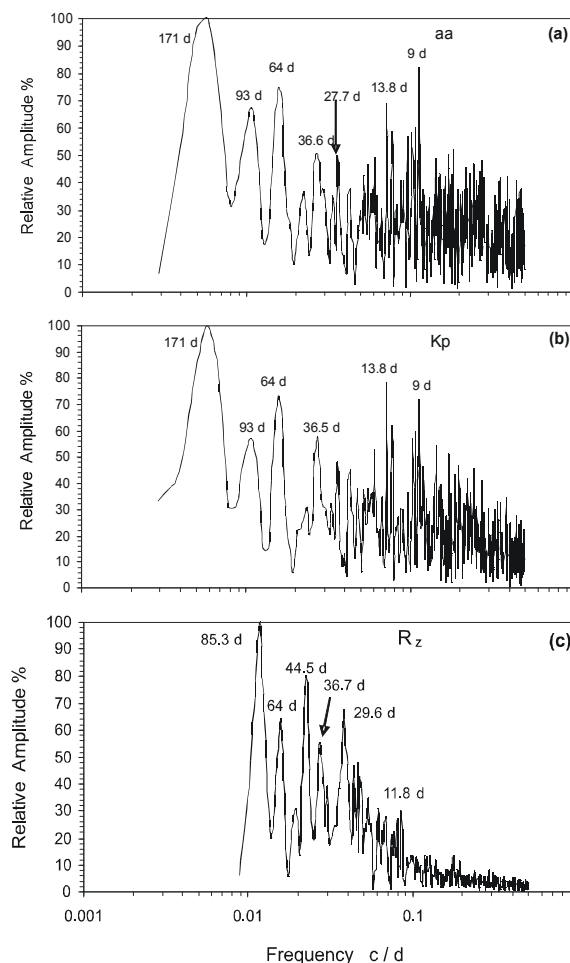 aa
(a)
Relative Amplitude %
100
90
80
70
60
50
40
30
20
10
0
171 d
93 d
64 d
36.6 d
27.7 d
13.8 d
9 d
Kp
(b)
Relative Amplitude %
100
90
80
70
60
50
40
30
20
10
0
171 d
93 d
64 d
36.5 d
13.8 d
9 d
Rz
(c)
Relative Amplitude %
100
90
80
70
60
50
40
30
20
10
0
85.3 d
64 d
44.5 d
36.7 d
29.6 d
11.8 d
0.001
0.01
0.1
Frequency c / d